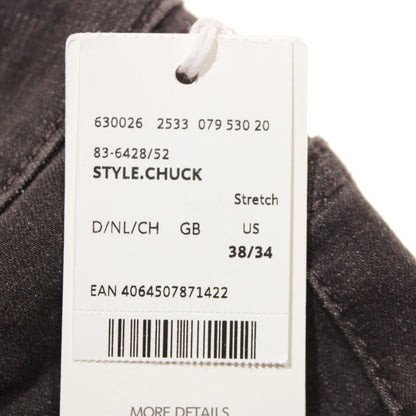 630026 2533 079 530 20
83-6428/52
STYLE.CHUCK
Stretch
D/NL/CH GB US
38/34
EAN 4064507871422
MORE DETAILS